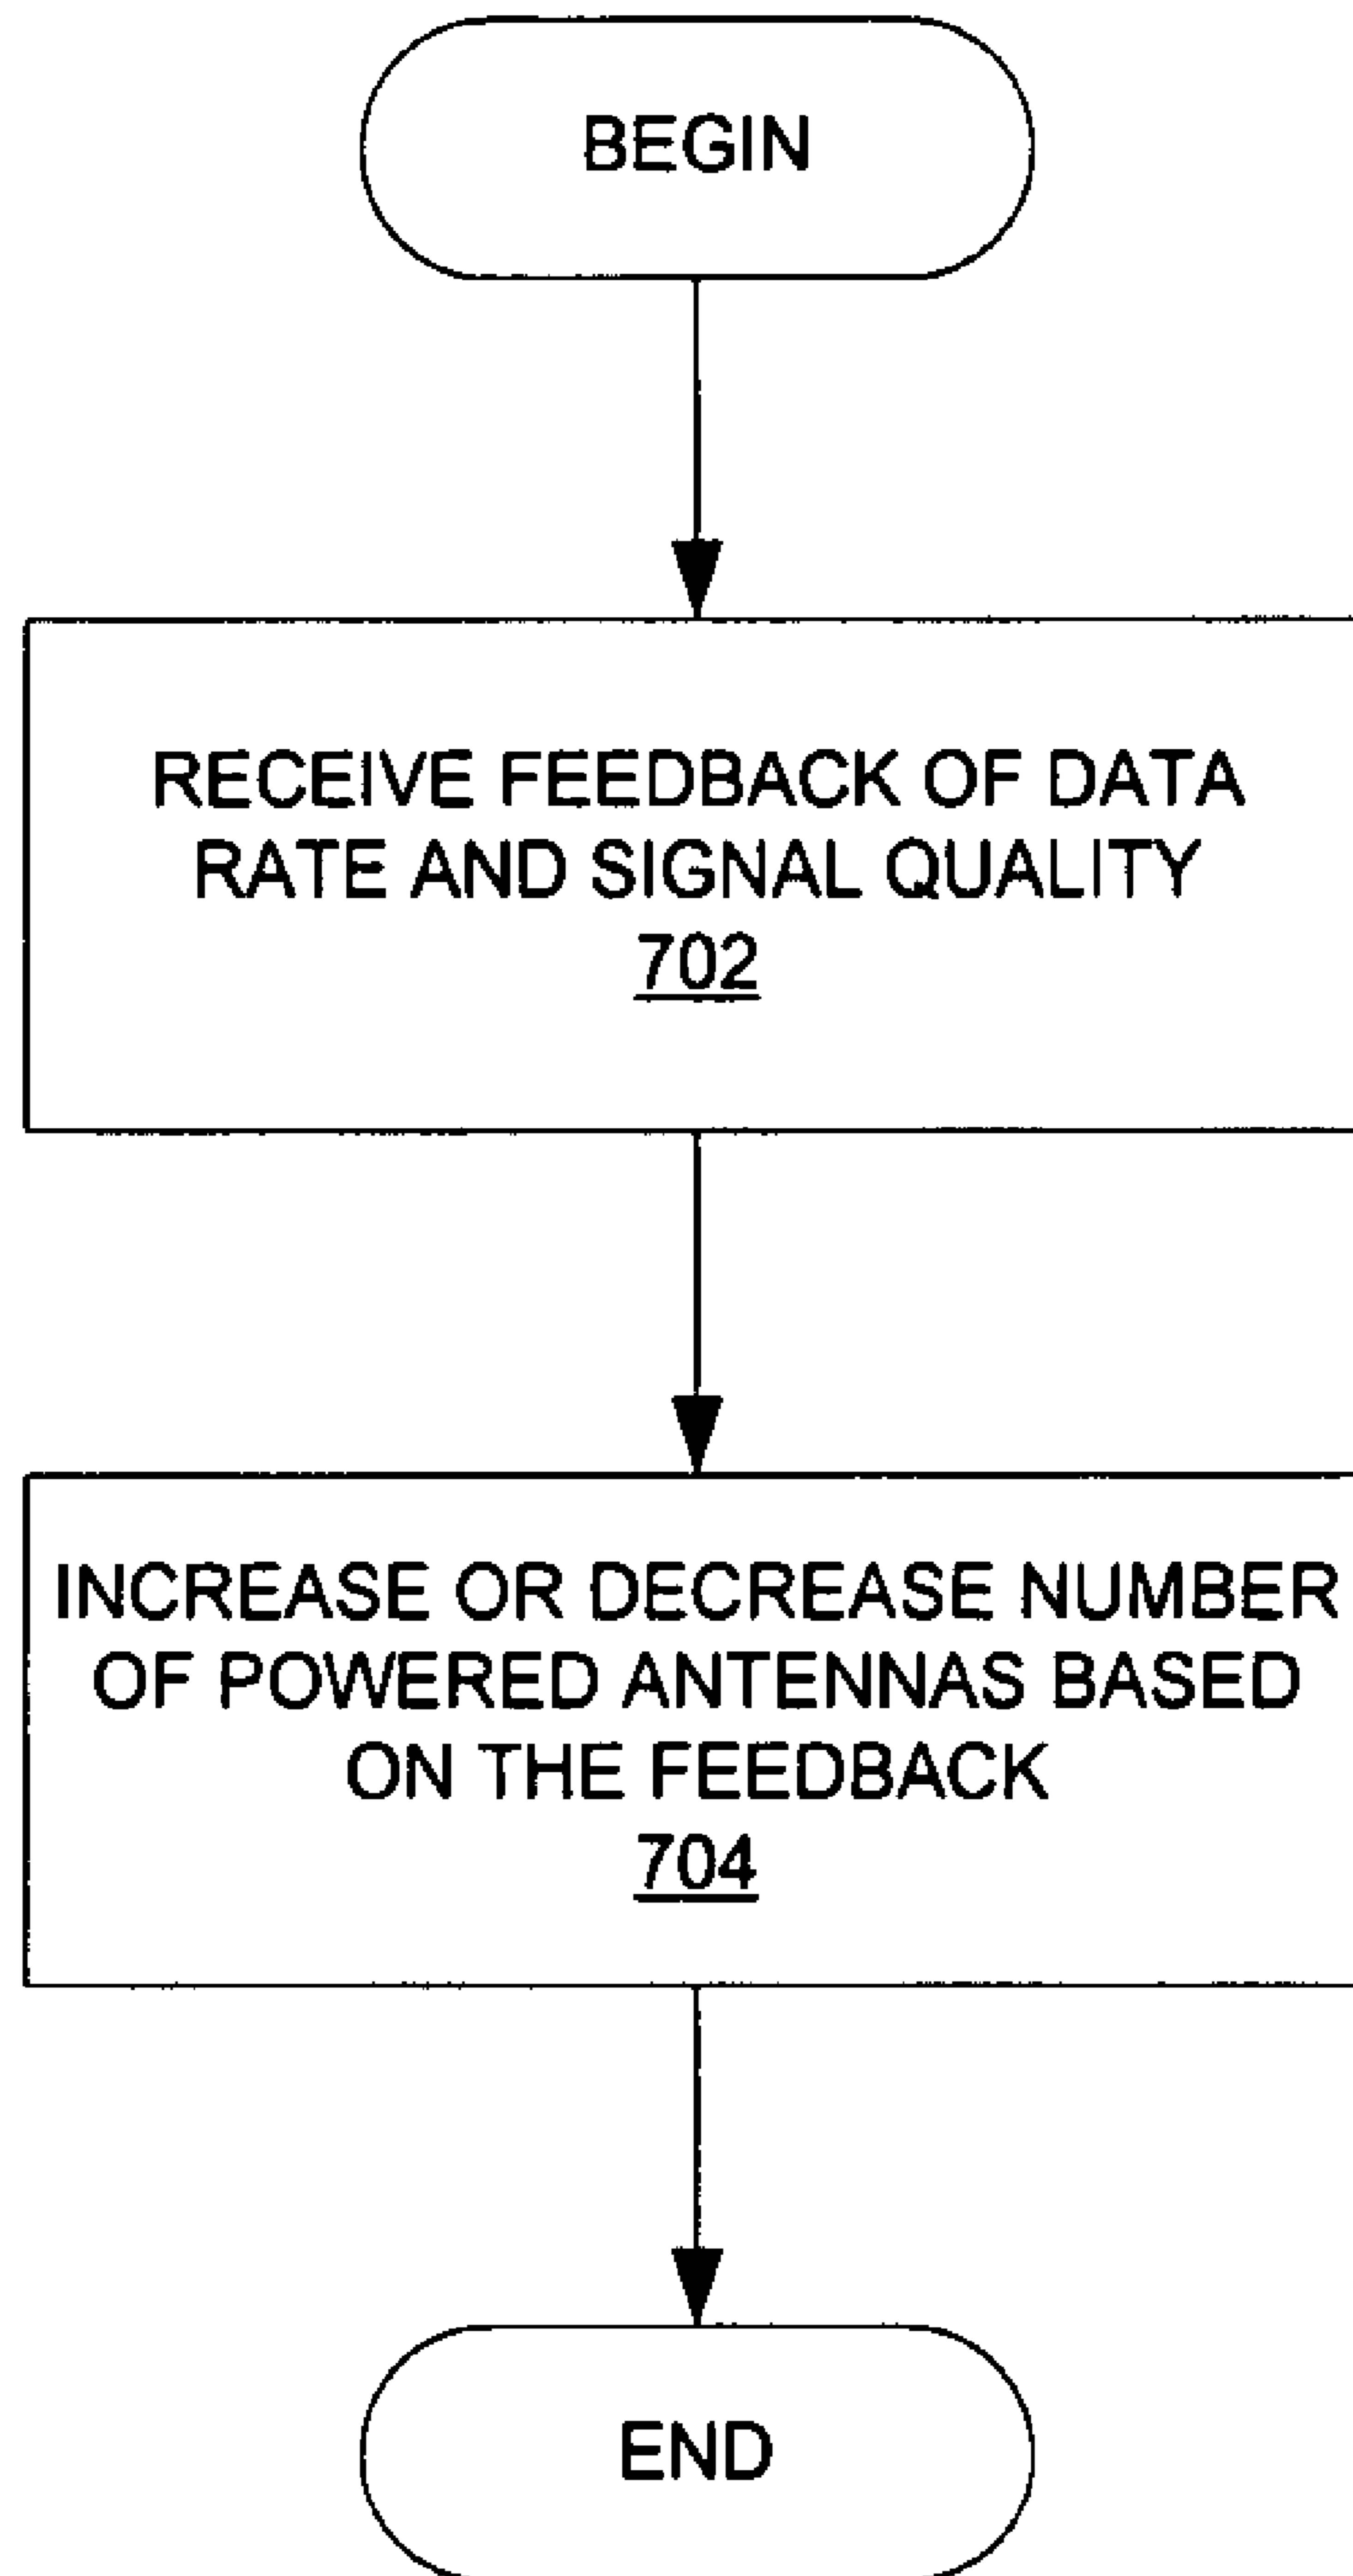 BEGIN
RECEIVE FEEDBACK OF DATA
RATE AND SIGNAL QUALITY
702
INCREASE OR DECREASE NUMBER
OF POWERED ANTENNAS BASED
ON THE FEEDBACK
704
END